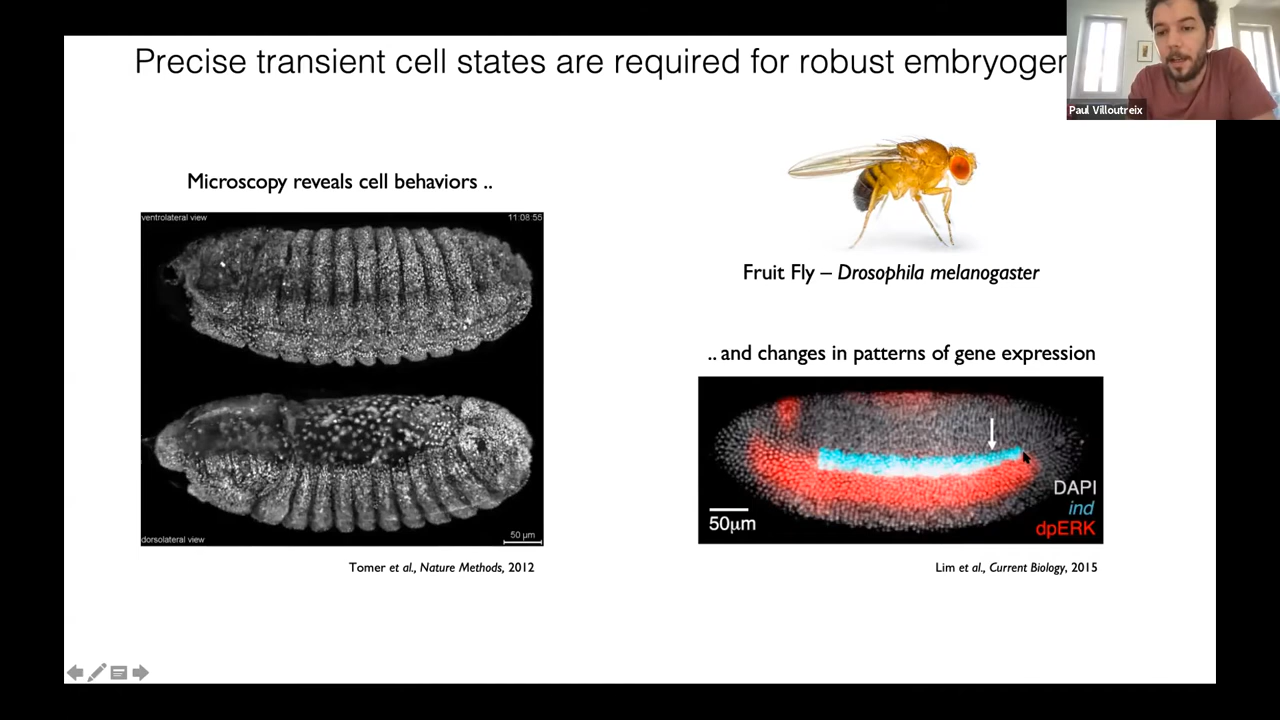 Precise transient cell states are required for robust embryogen
Paul Villoutreix
Microscopy reveals cell behaviors ..
ventrolateral view
11:08:55
dorsolateral view
50 µm
Tomer et al., Nature Methods, 2012
Fruit Fly – Drosophila melanogaster
.. and changes in patterns of gene expression
DAPI
ind
dpERK
50µm
Lim et al., Current Biology, 2015